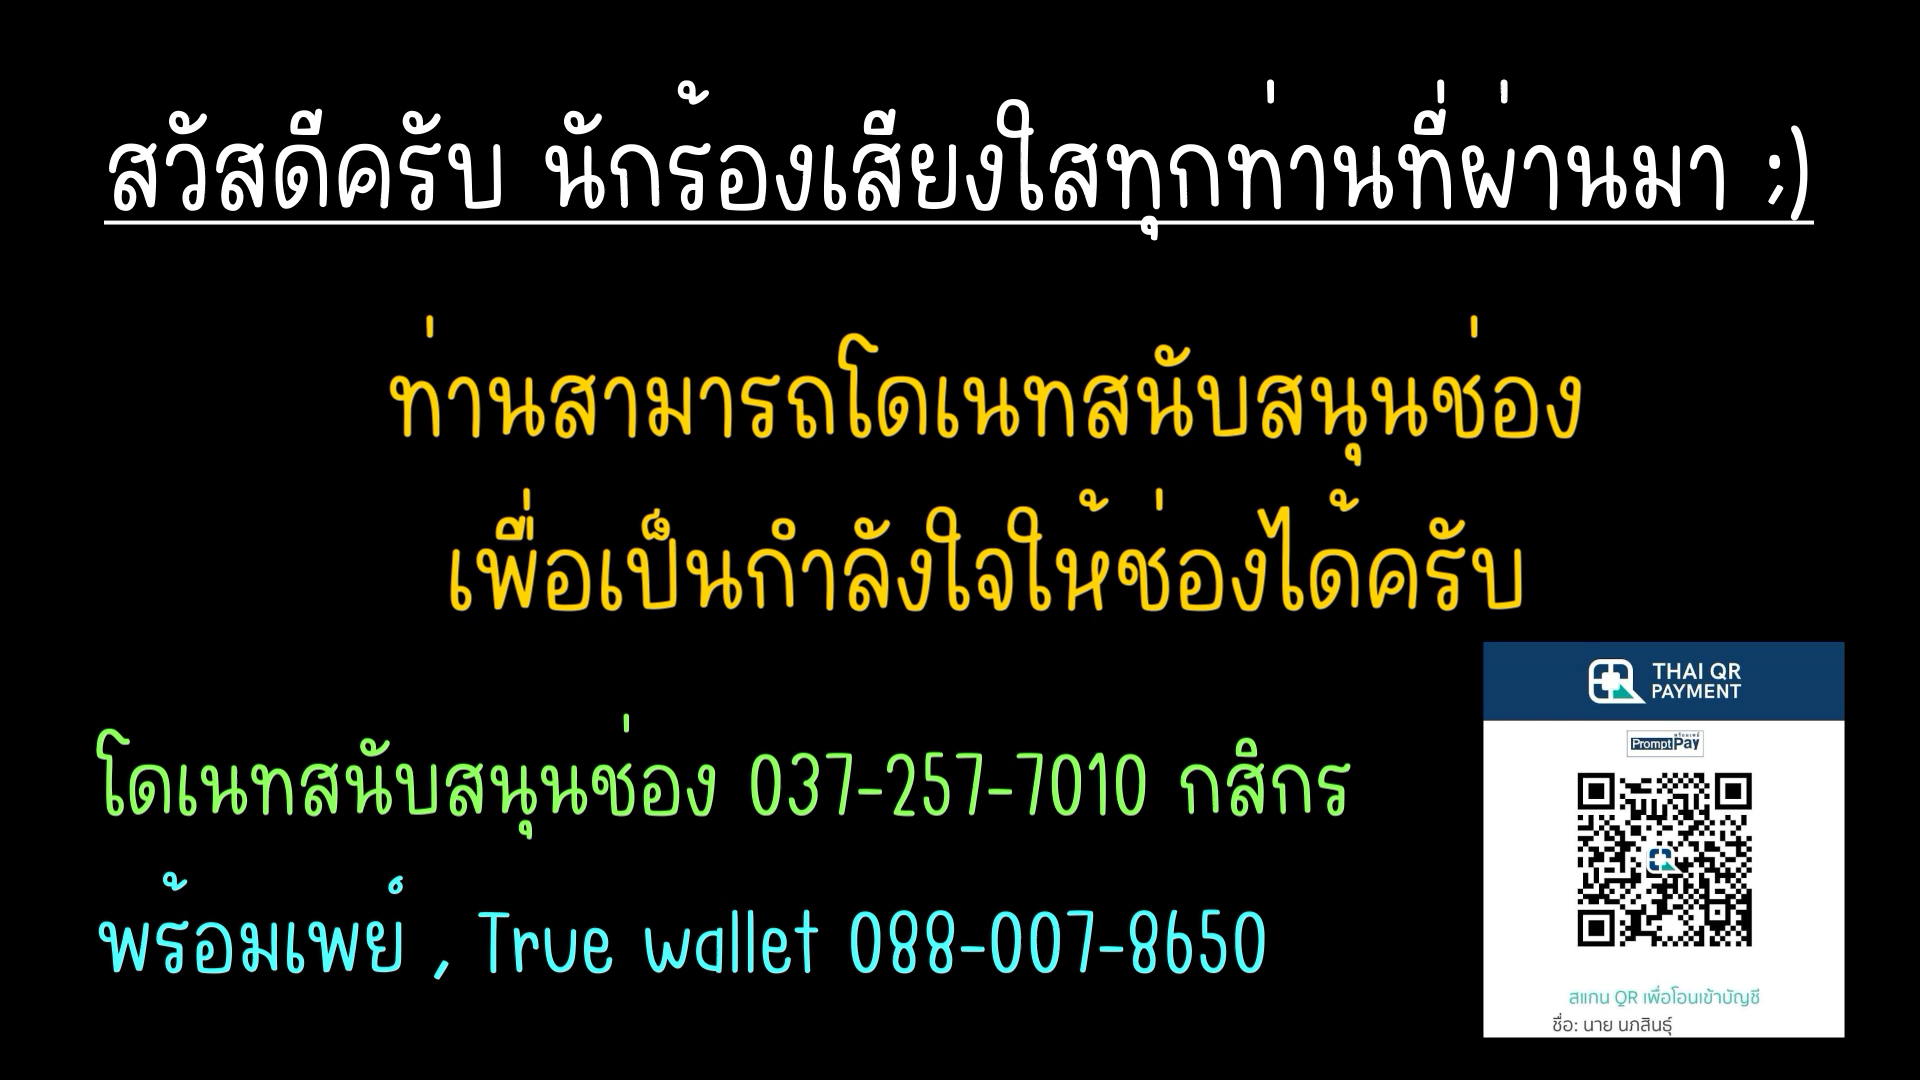 สวัสดีครับ นักร้องเสียงใสทุกท่านที่ผ่านมา ;)
ท่านสามารถโดเนทสนับสนุนช่อง
เพื่อเป็นกำลังใจให้ช่องได้ครับ
โดเนทสนับสนุนช่อง 037-257-7010 กสิกร
พร้อมเพย์ , True wallet 088-007-8650
THAI QR
PAYMENT
พร้อมเพย์
PromptPay
สแกน QR เพื่อโอนเข้าบัญชี
ชื่อ: นาย นภสินธุ์